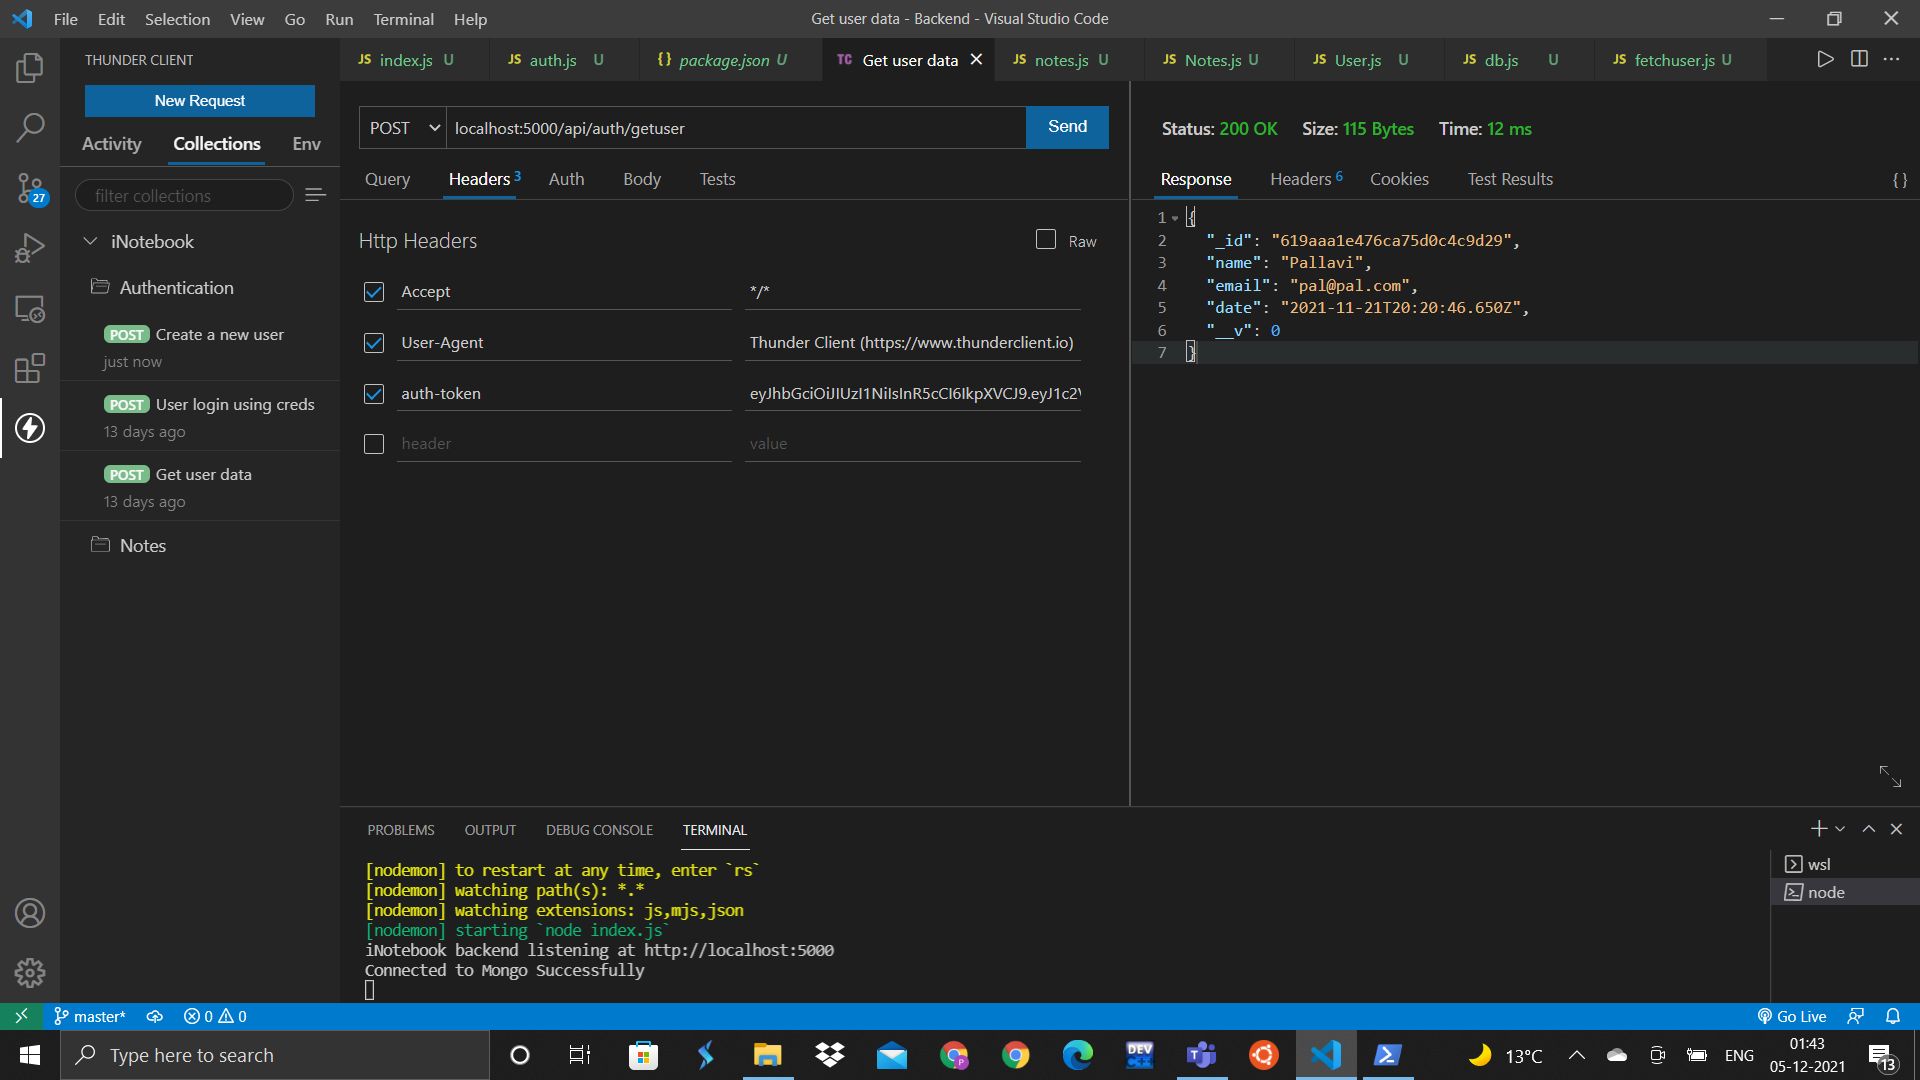 File Edit Selection View Go Run Terminal Help
Get user data - Backend - Visual Studio Code
THUNDER CLIENT
New Request
Activity Collections Env
filter collections
iNotebook
Authentication
POST Create a new user
just now
POST User login using creds
13 days ago
POST Get user data
13 days ago
Notes
27
JS index.js U JS auth.js U {} package.json U TC Get user data JS notes.js U JS Notes.js U JS User.js U JS db.js U JS fetchuser.js U
POST localhost:5000/api/auth/getuser Send
Query Headers 3 Auth Body Tests
Http Headers Raw
Accept */*
User-Agent Thunder Client (https://www.thunderclient.io)
auth-token eyJhbGciOiJIUzI1NiIsInR5cCI6IkpXVCJ9.eyJ1c2V
header value
Status: 200 OK Size: 115 Bytes Time: 12 ms
Response Headers 6 Cookies Test Results {}
1 {
2 "_id": "619aaa1e476ca75d0c4c9d29",
3 "name": "Pallavi",
4 "email": "pal@pal.com",
5 "date": "2021-11-21T20:20:46.650Z",
6 "__v": 0
7 }
PROBLEMS OUTPUT DEBUG CONSOLE TERMINAL
[nodemon] to restart at any time, enter `rs`
[nodemon] watching path(s): *.*
[nodemon] watching extensions: js,mjs,json
[nodemon] starting `node index.js`
iNotebook backend listening at http://localhost:5000
Connected to Mongo Successfully
wsl
node
master* 0 0 Go Live
Type here to search
DEV C++
13°C ENG
01:43
05-12-2021
13